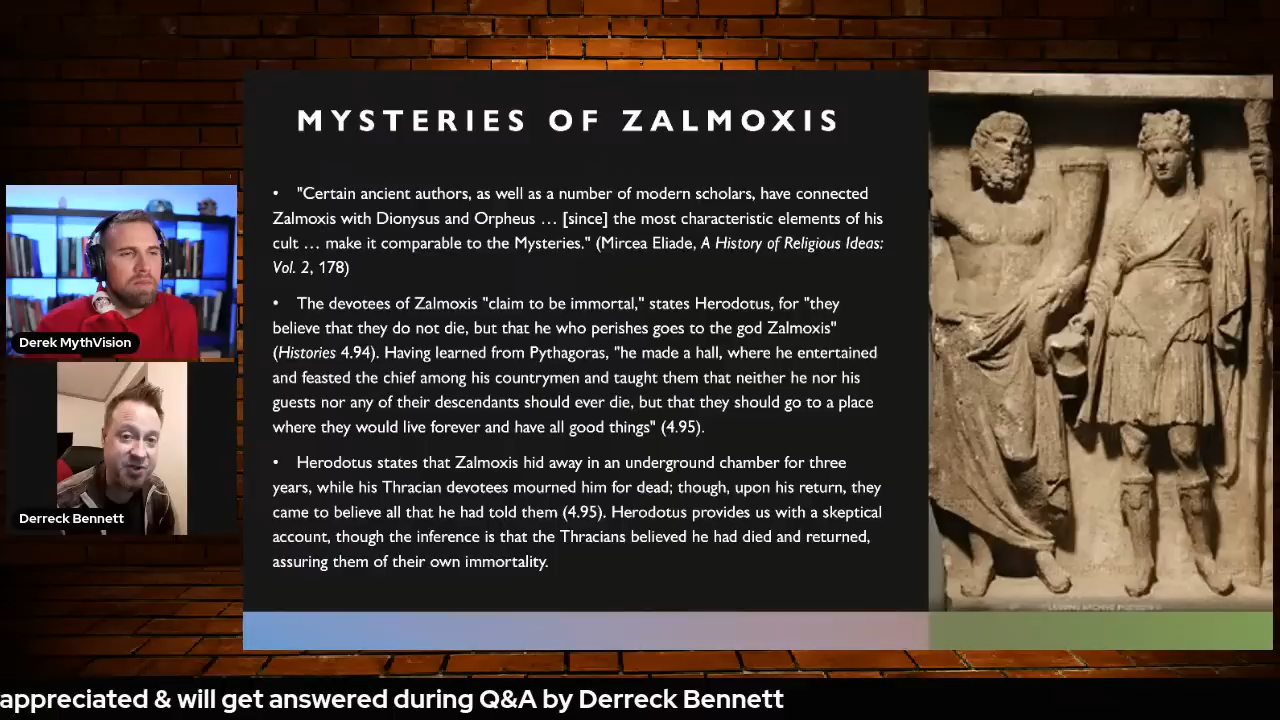 MYSTERIES OF ZALMOXIS
• "Certain ancient authors, as well as a number of modern scholars, have connected
Zalmoxis with Dionysus and Orpheus … [since] the most characteristic elements of his
cult … make it comparable to the Mysteries." (Mircea Eliade, A History of Religious Ideas:
Vol. 2, 178)
• The devotees of Zalmoxis "claim to be immortal," states Herodotus, for "they
believe that they do not die, but that he who perishes goes to the god Zalmoxis"
(Histories 4.94). Having learned from Pythagoras, "he made a hall, where he entertained
and feasted the chief among his countrymen and taught them that neither he nor his
guests nor any of their descendants should ever die, but that they should go to a place
where they would live forever and have all good things" (4.95).
• Herodotus states that Zalmoxis hid away in an underground chamber for three
years, while his Thracian devotees mourned him for dead; though, upon his return, they
came to believe all that he had told them (4.95). Herodotus provides us with a skeptical
account, though the inference is that the Thracians believed he had died and returned,
assuring them of their own immortality.
Derek MythVision
Derreck Bennett
appreciated & will get answered during Q&A by Derreck Bennett